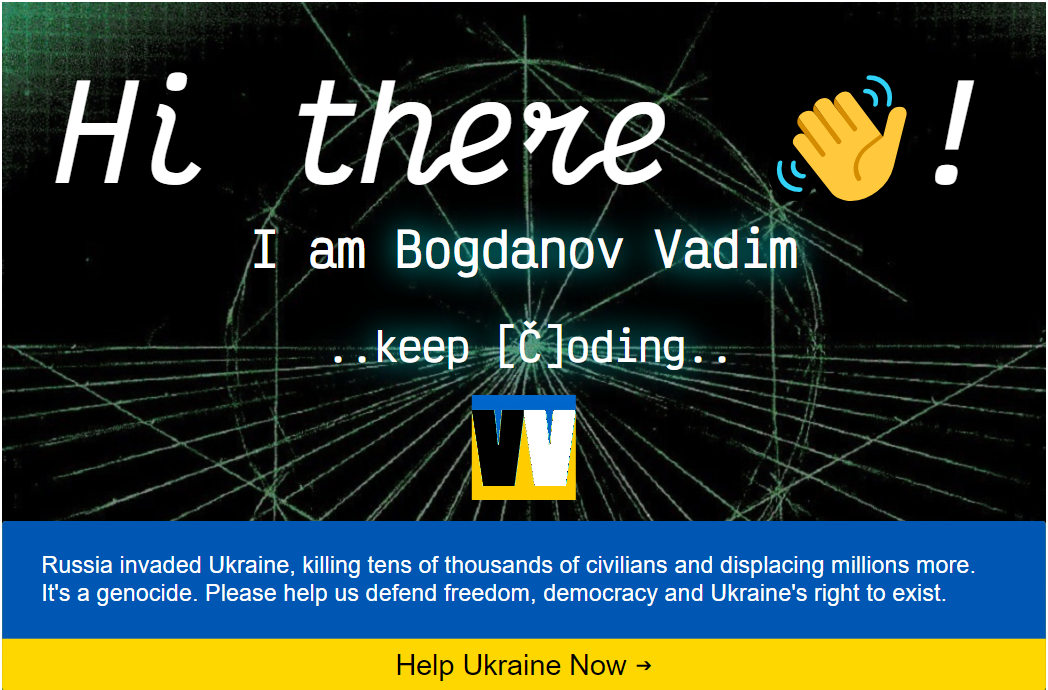 Hi there 👋!
I am Bogdanov Vadim
..keep [Č]oding..
VV
Russia invaded Ukraine, killing tens of thousands of civilians and displacing millions more.
It's a genocide. Please help us defend freedom, democracy and Ukraine's right to exist.
Help Ukraine Now →